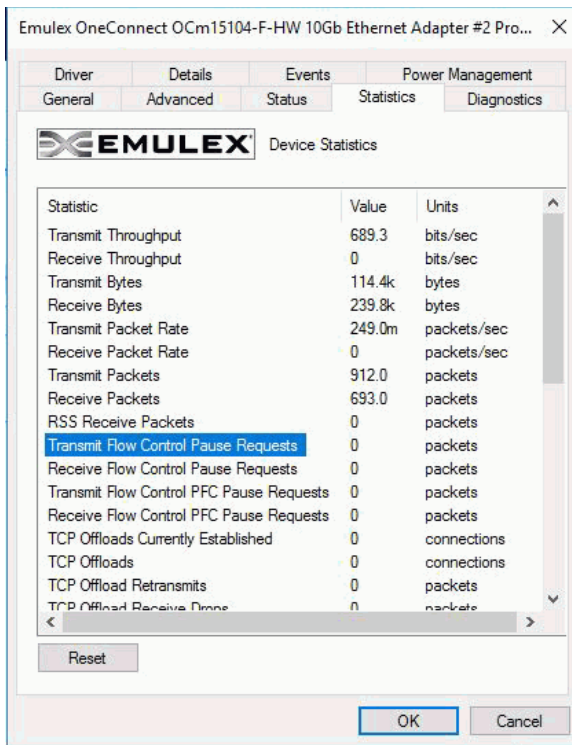 Emulex OneConnect OCm15104-F-HW 10Gb Ethernet Adapter #2 Pro...
Driver Details Events Power Management
General Advanced Status Statistics Diagnostics
EMULEX Device Statistics
Statistic Value Units
Transmit Throughput 689.3 bits/sec
Receive Throughput 0 bits/sec
Transmit Bytes 114.4k bytes
Receive Bytes 239.8k bytes
Transmit Packet Rate 249.0m packets/sec
Receive Packet Rate 0 packets/sec
Transmit Packets 912.0 packets
Receive Packets 693.0 packets
RSS Receive Packets 0 packets
Transmit Flow Control Pause Requests 0 packets
Receive Flow Control Pause Requests 0 packets
Transmit Flow Control PFC Pause Requests 0 packets
Receive Flow Control PFC Pause Requests 0 packets
TCP Offloads Currently Established 0 connections
TCP Offloads 0 connections
TCP Offload Retransmits 0 packets
TCP Offload Receive Drops 0 packets
Reset
OK Cancel